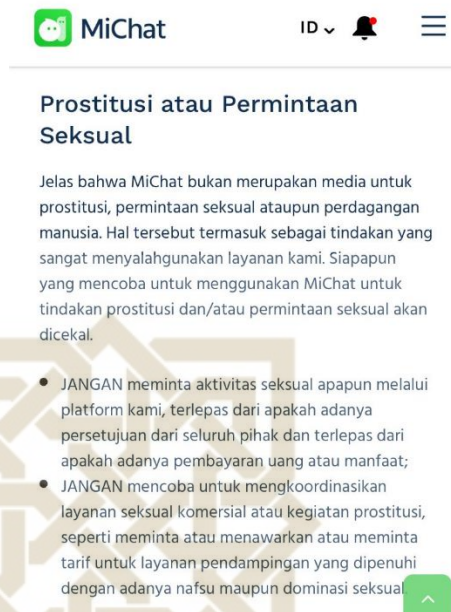 MiChat
ID
Prostitusi atau Permintaan
Seksual
Jelas bahwa MiChat bukan merupakan media untuk
prostitusi, permintaan seksual ataupun perdagangan
manusia. Hal tersebut termasuk sebagai tindakan yang
sangat menyalahgunakan layanan kami. Siapapun
yang mencoba untuk menggunakan MiChat untuk
tindakan prostitusi dan/atau permintaan seksual akan
dicekal.
• JANGAN meminta aktivitas seksual apapun melalui
platform kami, terlepas dari apakah adanya
persetujuan dari seluruh pihak dan terlepas dari
apakah adanya pembayaran uang atau manfaat;
• JANGAN mencoba untuk mengkoordinasikan
layanan seksual komersial atau kegiatan prostitusi,
seperti meminta atau menawarkan atau meminta
tarif untuk layanan pendampingan yang dipenuhi
dengan adanya nafsu maupun dominasi seksual.